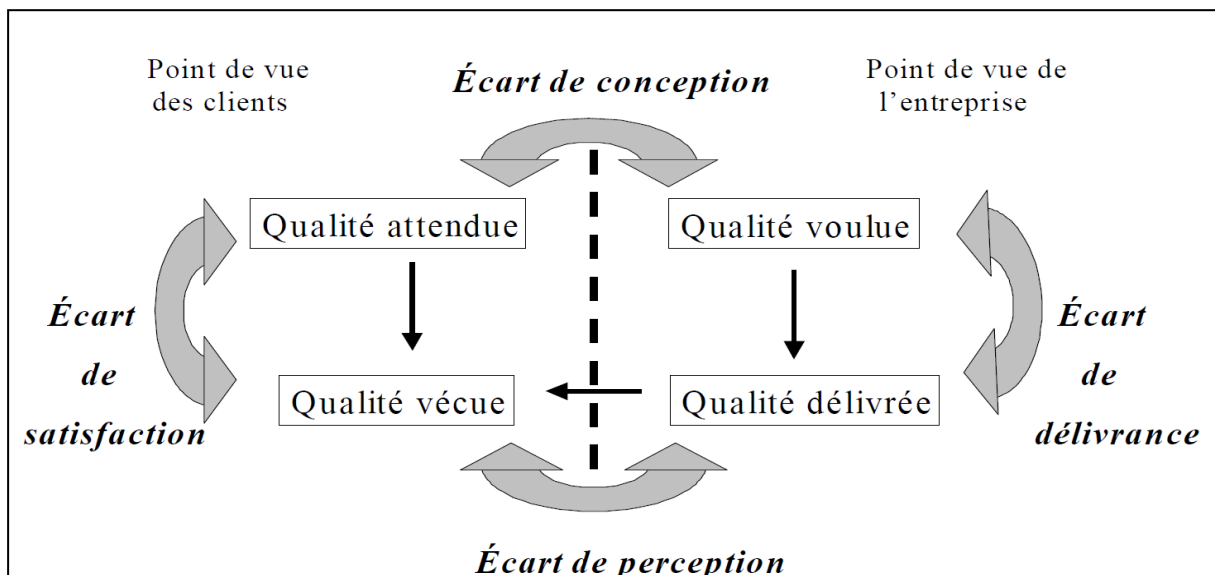 Point de vue
des clients
Écart de conception
Point de vue de
l’entreprise
Qualité attendue
Qualité voulue
Écart
de
satisfaction
Écart
de
délivrance
Qualité vécue
Qualité délivrée
Écart de perception